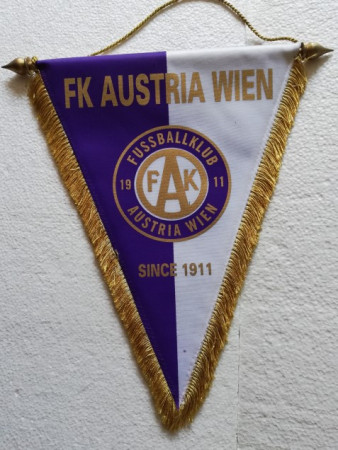 FK AUSTRIA WIEN
FUSSBALLKLUB
19 FAK 11
AUSTRIA WIEN
SINCE 1911